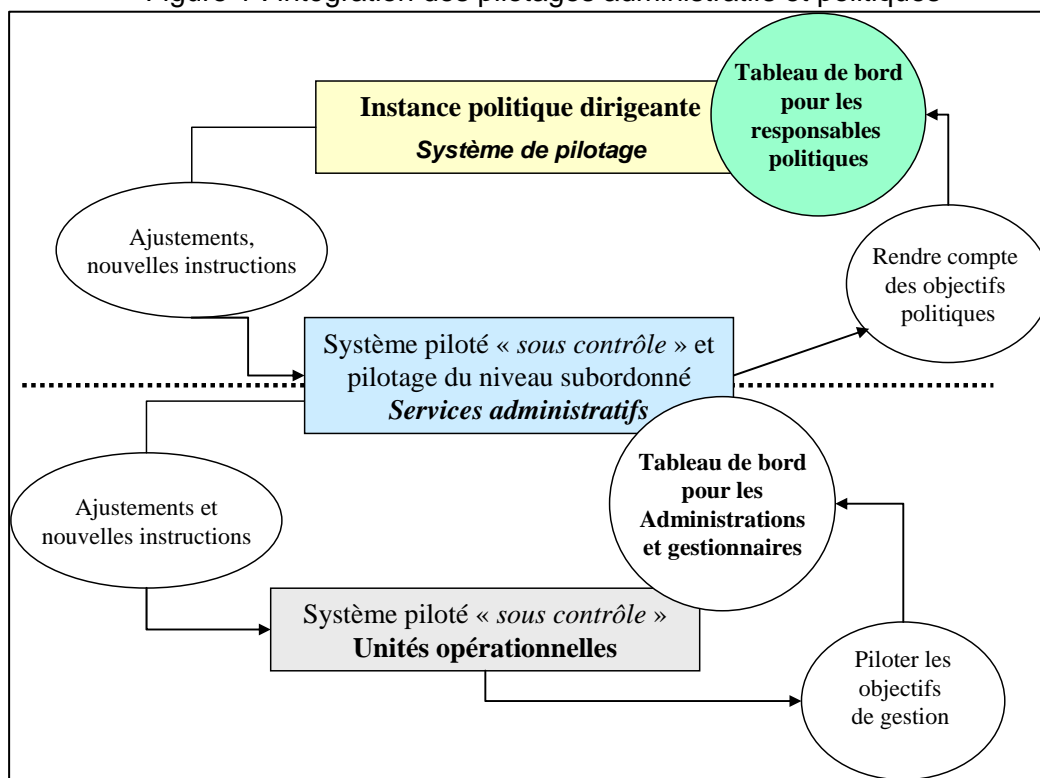 Figure : Intégration des pilotages administratif et politiques
Instance politique dirigeante
Système de pilotage
Tableau de bord
pour les
responsables
politiques
Ajustements,
nouvelles instructions
Rendre compte
des objectifs
politiques
Système piloté « sous contrôle » et
pilotage du niveau subordonné
Services administratifs
Tableau de bord
pour les
Administrations
et gestionnaires
Ajustements et
nouvelles instructions
Système piloté « sous contrôle »
Unités opérationnelles
Piloter les
objectifs
de gestion